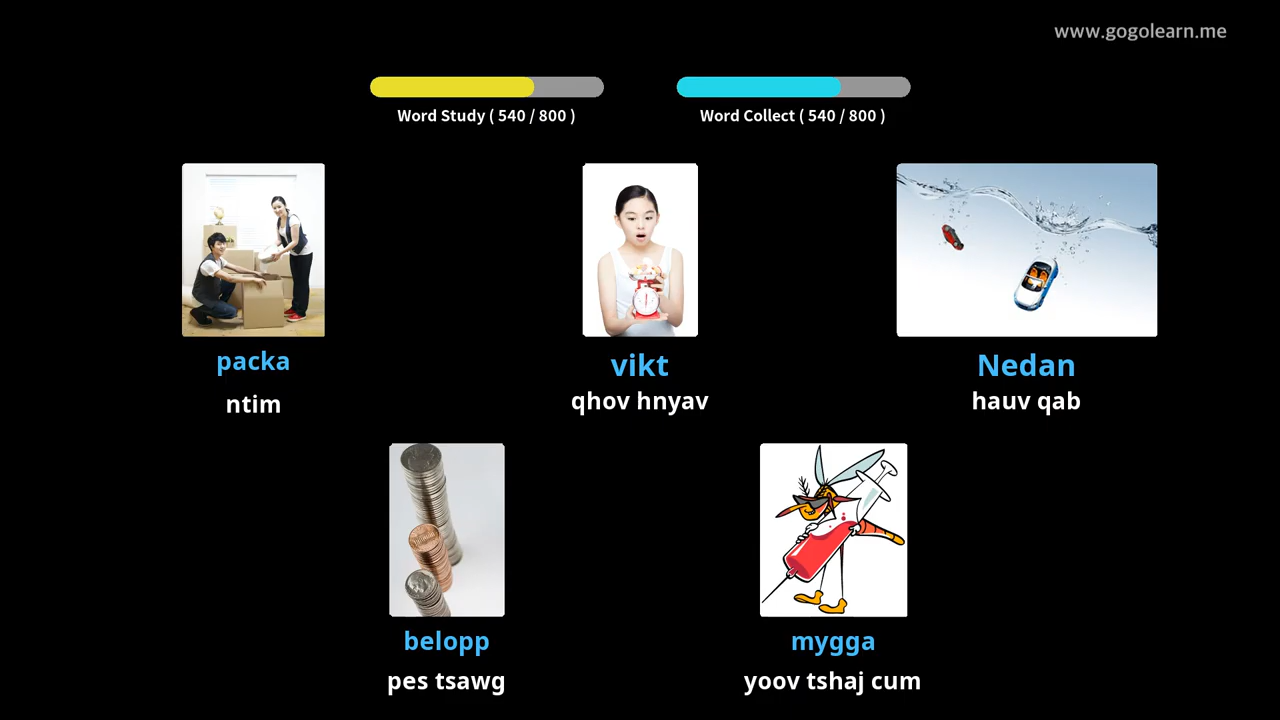 www.gogolearn.me
Word Study ( 540 / 800 )
Word Collect ( 540 / 800 )
packa
ntim
vikt
qhov hnyav
Nedan
hauv qab
belopp
pes tsawg
mygga
yoov tshaj cum